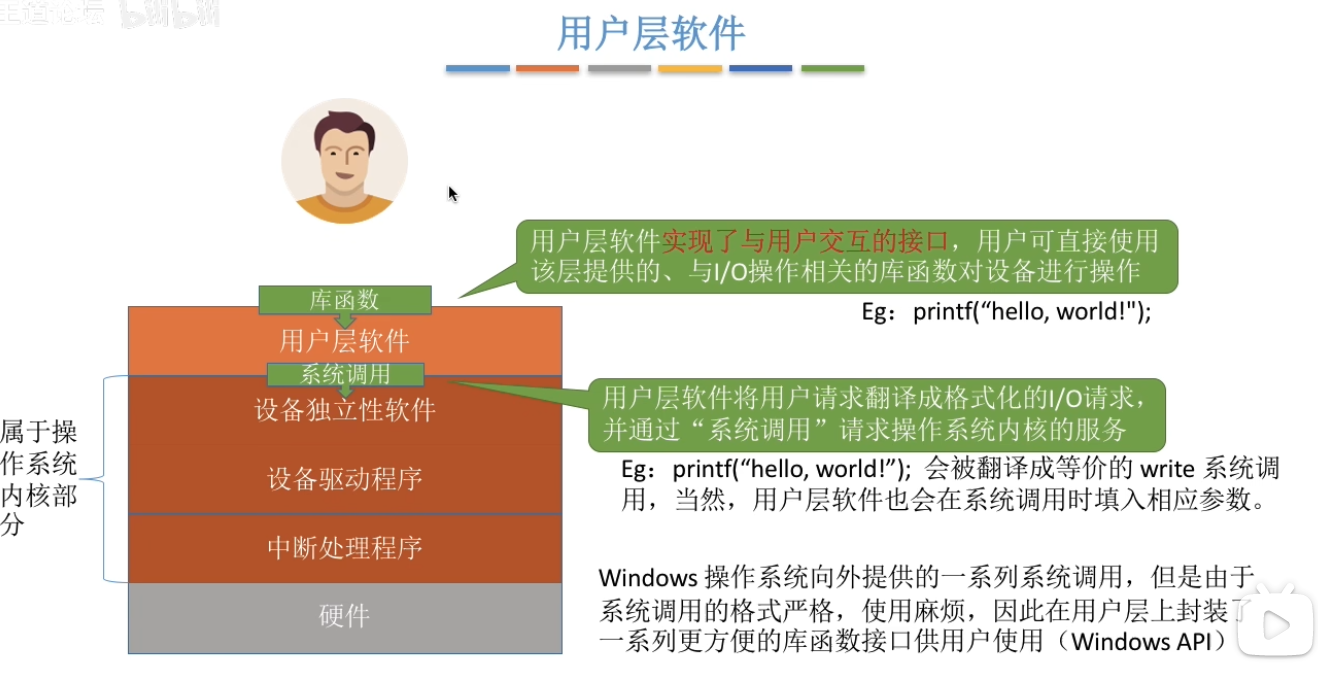 王道论坛 bilibili
用户层软件
用户层软件实现了与用户交互的接口，用户可直接使用
该层提供的、与I/O操作相关的库函数对设备进行操作
库函数
Eg：printf(“hello, world!");
用户层软件
系统调用
用户层软件将用户请求翻译成格式化的I/O请求，
并通过“系统调用”请求操作系统内核的服务
设备独立性软件
属于操
作系统
内核部
分
Eg：printf(“hello, world!”); 会被翻译成等价的 write 系统调
用，当然，用户层软件也会在系统调用时填入相应参数。
设备驱动程序
中断处理程序
Windows 操作系统向外提供的一系列系统调用，但是由于
系统调用的格式严格，使用麻烦，因此在用户层上封装了
一系列更方便的库函数接口供用户使用（Windows API）
硬件